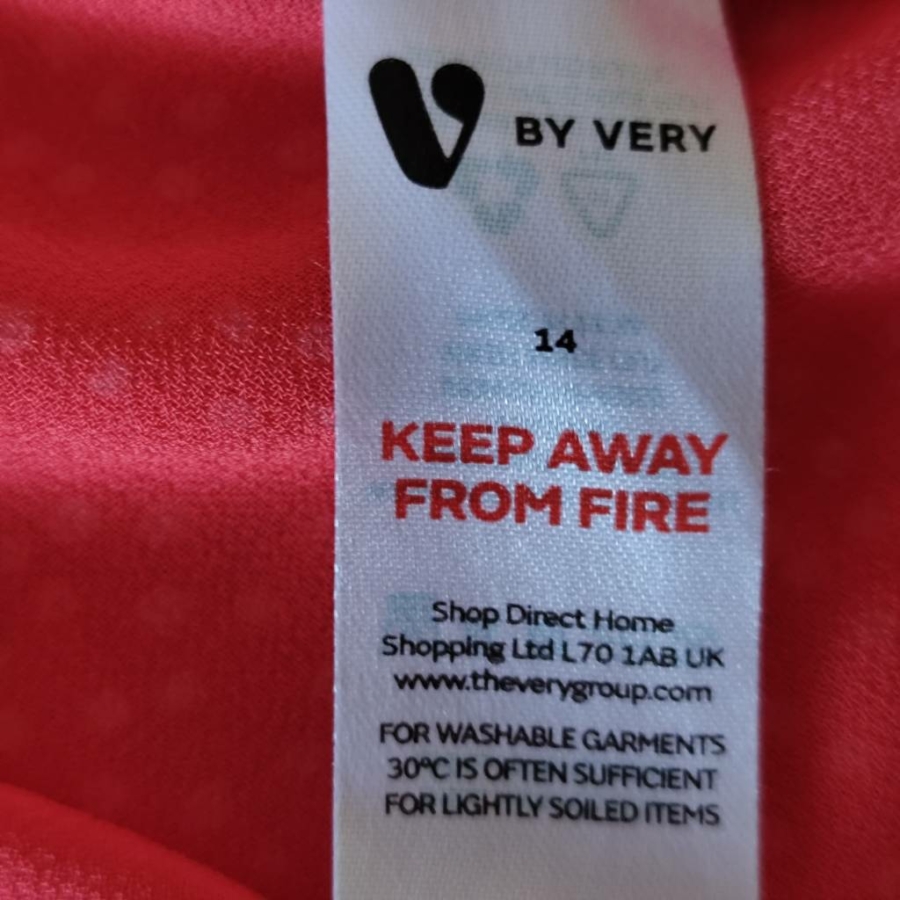 V BY VERY
14
KEEP AWAY
FROM FIRE
Shop Direct Home
Shopping Ltd L70 1AB UK
www.theverygroup.com
FOR WASHABLE GARMENTS
30ºC IS OFTEN SUFFICIENT
FOR LIGHTLY SOILED ITEMS